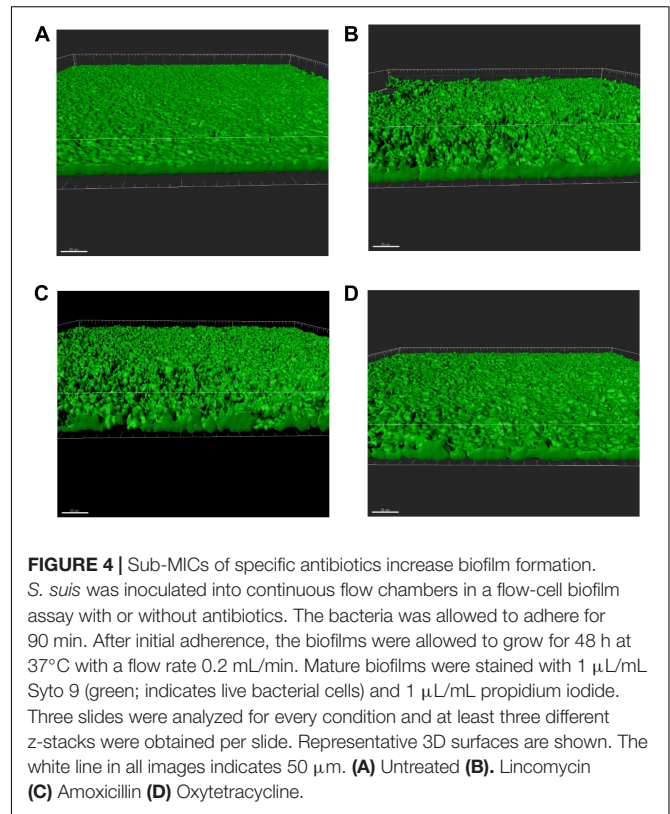 A
B
C
D
FIGURE 4 | Sub-MICs of specific antibiotics increase biofilm formation.
S. suis was inoculated into continuous flow chambers in a flow-cell biofilm
assay with or without antibiotics. The bacteria was allowed to adhere for
90 min. After initial adherence, the biofilms were allowed to grow for 48 h at
37°C with a flow rate 0.2 mL/min. Mature biofilms were stained with 1 μL/mL
Syto 9 (green; indicates live bacterial cells) and 1 μL/mL propidium iodide.
Three slides were analyzed for every condition and at least three different
z-stacks were obtained per slide. Representative 3D surfaces are shown. The
white line in all images indicates 50 μm. (A) Untreated (B). Lincomycin
(C) Amoxicillin (D) Oxytetracycline.